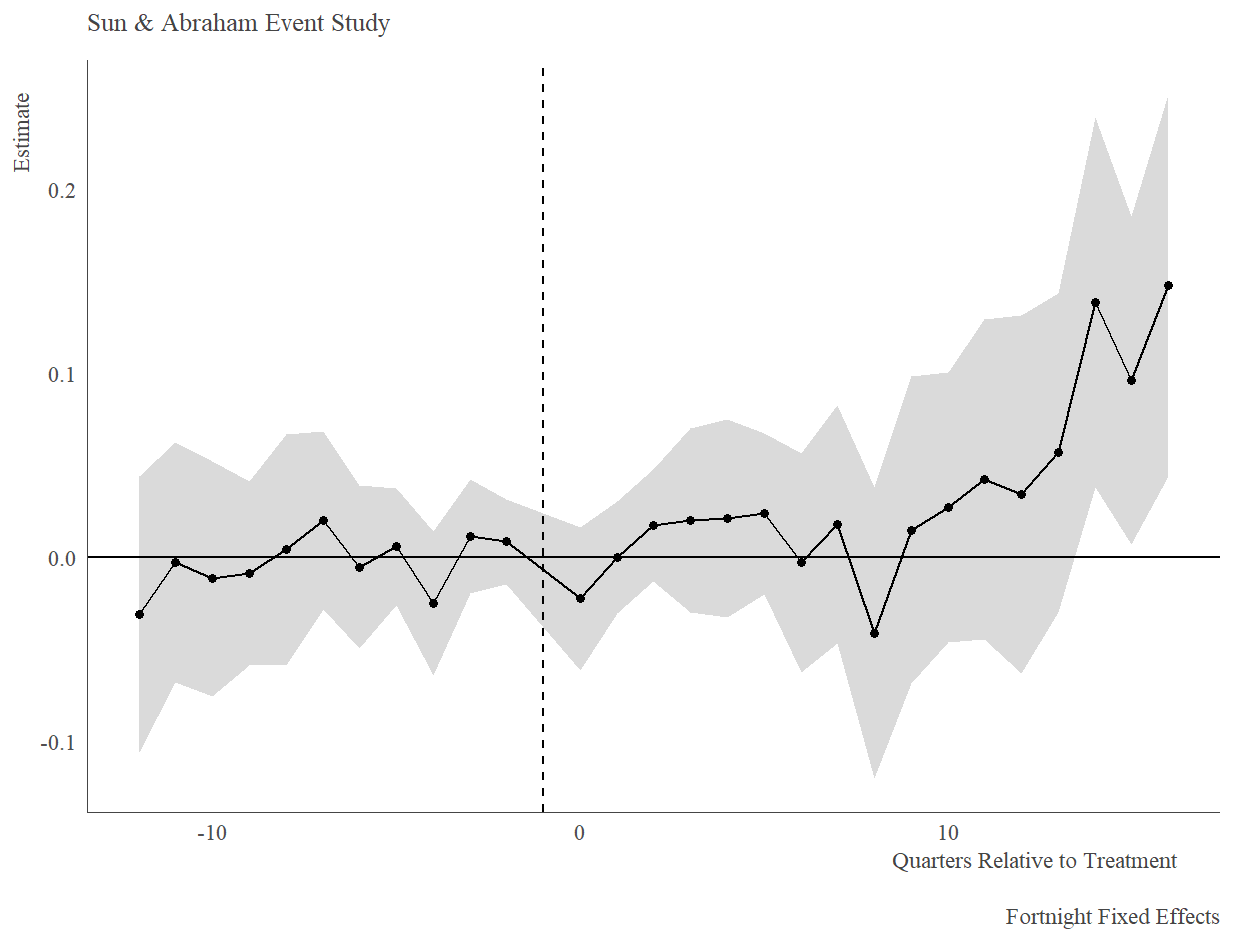 Sun & Abraham Event Study
Estimate
0.2
0.1
0.0
-0.1
-10 0 10
Quarters Relative to Treatment
Fortnight Fixed Effects